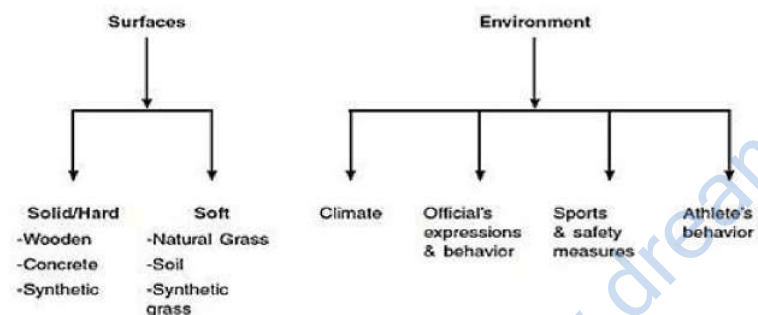 Surfaces
Environment
Solid/Hard
-Wooden
-Concrete
-Synthetic
Soft
-Natural Grass
-Soil
-Synthetic
grass
Climate
Official's
expressions
& behavior
Sports
& safety
measures
Athlete's
behavior
dream